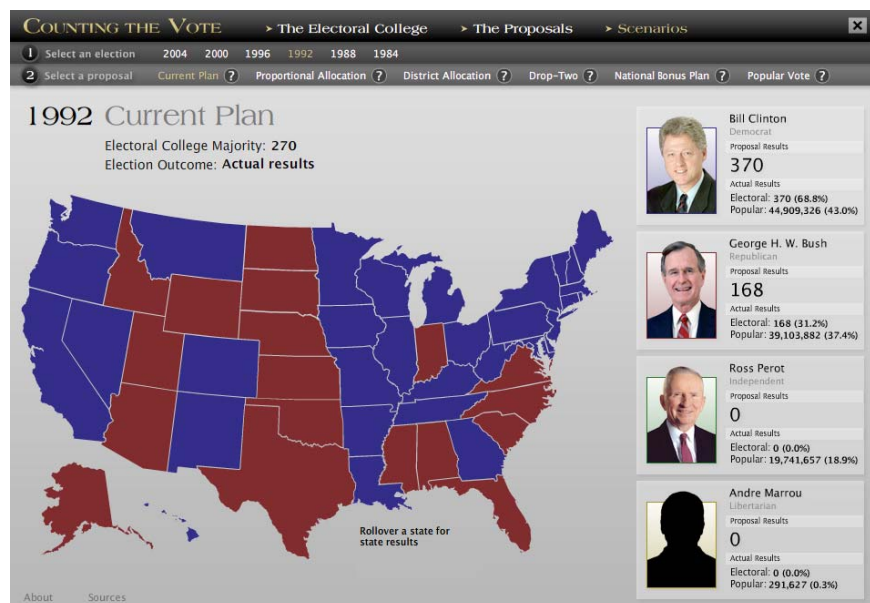 COUNTING THE VOTE
➤ The Electoral College
➤ The Proposals
➤ Scenarios
X
1 Select an election 2004 2000 1996 1992 1988 1984
2 Select a proposal Current Plan ? Proportional Allocation ? District Allocation ? Drop-Two ? National Bonus Plan ? Popular Vote ?
1992 Current Plan
Electoral College Majority: 270
Election Outcome: Actual results
Rollover a state for
state results
Bill Clinton
Democrat
Proposal Results
370
Actual Results
Electoral: 370 (68.8%)
Popular: 44,909,326 (43.0%)
George H. W. Bush
Republican
Proposal Results
168
Actual Results
Electoral: 168 (31.2%)
Popular: 39,103,882 (37.4%)
Ross Perot
Independent
Proposal Results
0
Actual Results
Electoral: 0 (0.0%)
Popular: 19,741,657 (18.9%)
Andre Marrou
Libertarian
Proposal Results
0
Actual Results
Electoral: 0 (0.0%)
Popular: 291,627 (0.3%)
About Sources